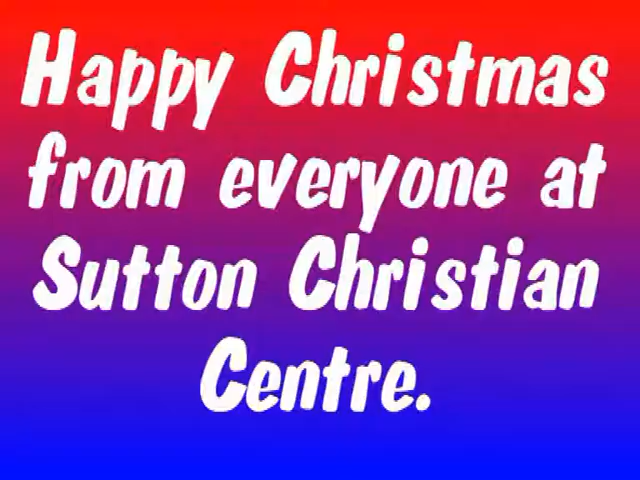 Happy Christmas
from everyone at
Sutton Christian
Centre.